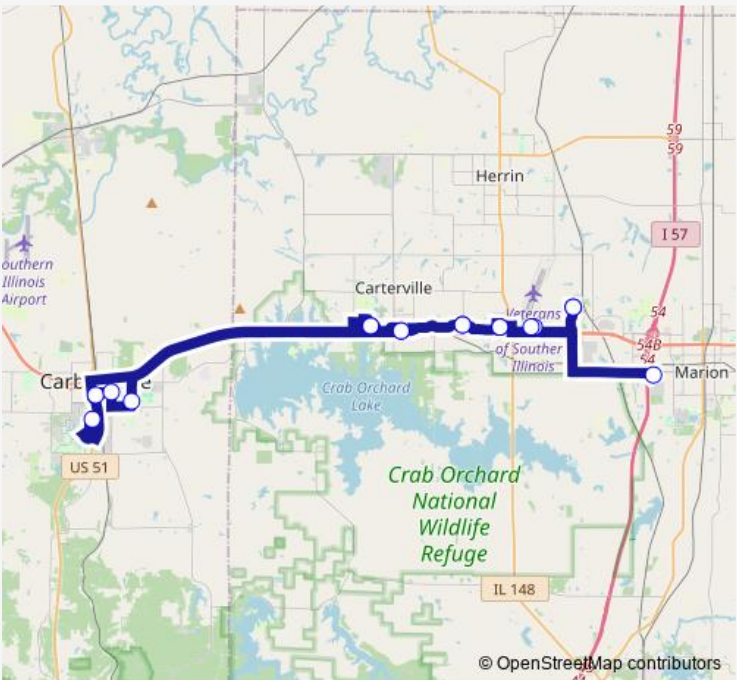 59
59
Herrin
I 57
outhern
Illinois
Airport
Carterville
54
Veterans
54B
54
of Souther
Illinois
Marion
Carb
e
Crab Orchard
Lake
US 51
Crab Orchard
National
Wildlife
Refuge
IL 148
© OpenStreetMap contributors
54